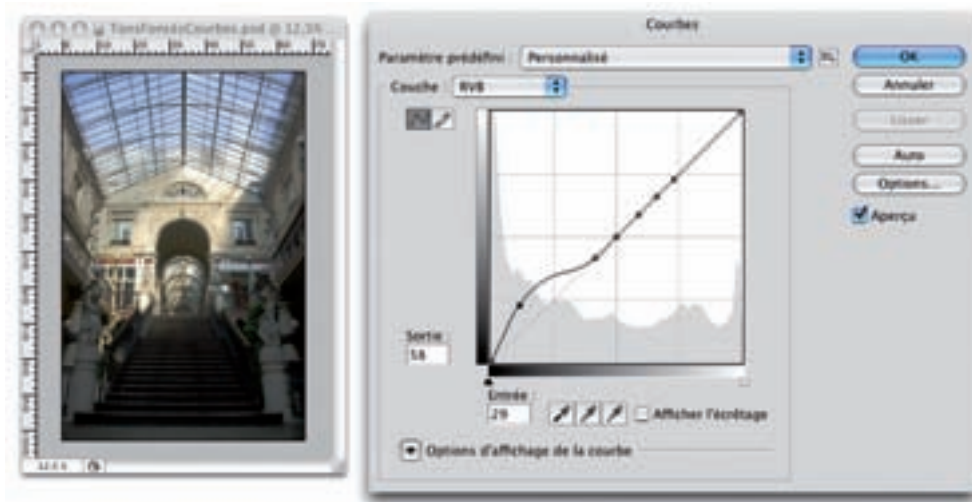 TonsFoncésCourbes.psd @ 12,5%
Courbes
Paramètre prédéfini : Personnalisé
OK
Couche : RVB
Annuler
Lisser
Auto
Options...
Aperçu
Sortie :
58
Entrée :
29
Afficher l'écrêtage
Options d'affichage de la courbe